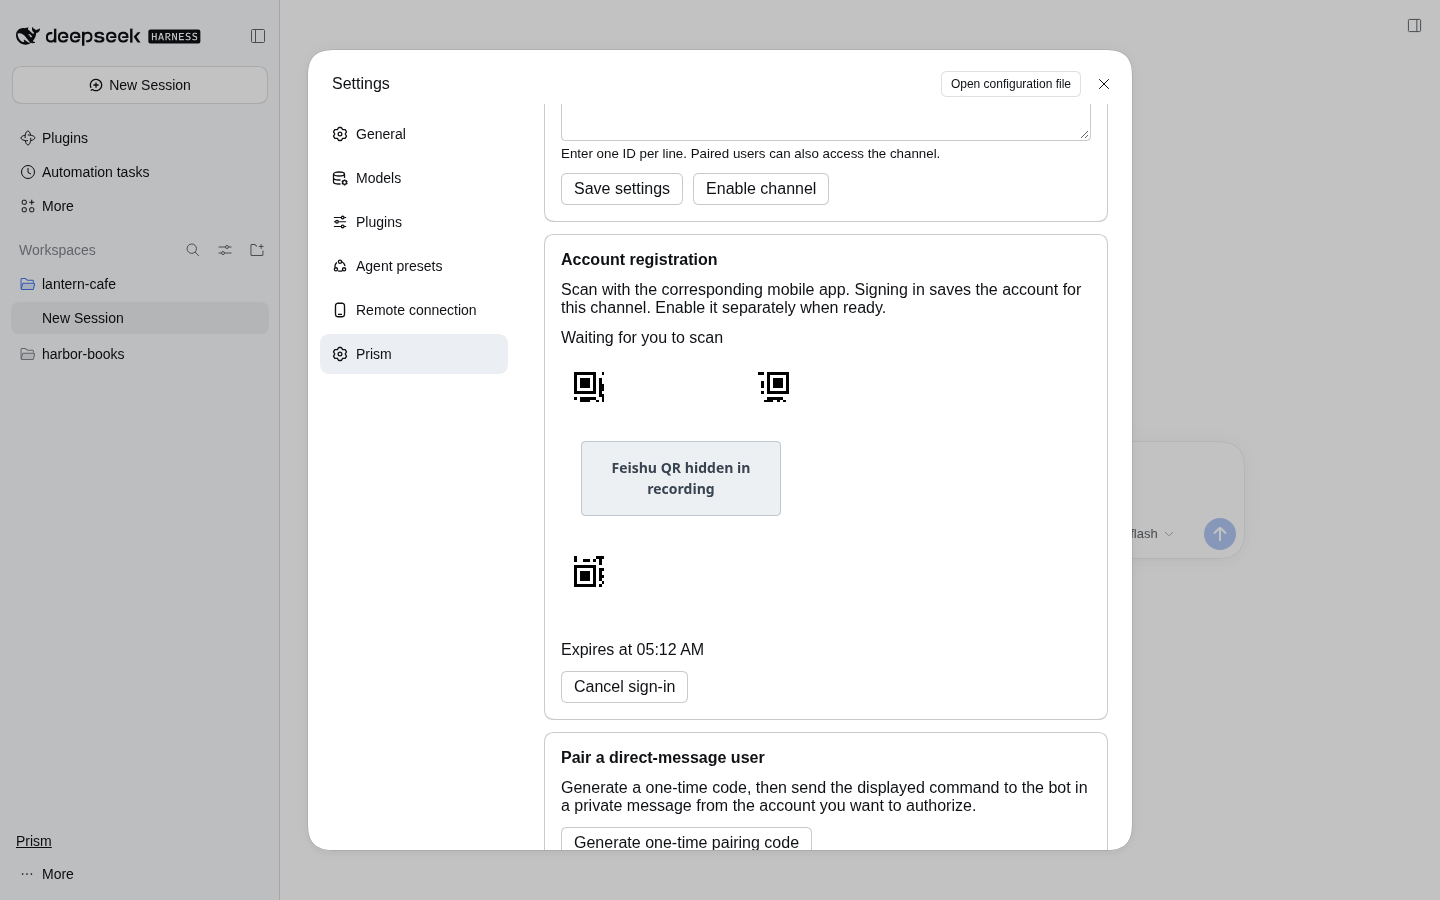 deepseek HARNESS
New Session
Plugins
Automation tasks
More
Workspaces
lantern-cafe
New Session
harbor-books
Prism
More
Settings
Open configuration file
General
Models
Plugins
Agent presets
Remote connection
Prism
Enter one ID per line. Paired users can also access the channel.
Save settings
Enable channel
Account registration
Scan with the corresponding mobile app. Signing in saves the account for
this channel. Enable it separately when ready.
Waiting for you to scan
Feishu QR hidden in
recording
Expires at 05:12 AM
Cancel sign-in
Pair a direct-message user
Generate a one-time code, then send the displayed command to the bot in
a private message from the account you want to authorize.
Generate one-time pairing code
flash